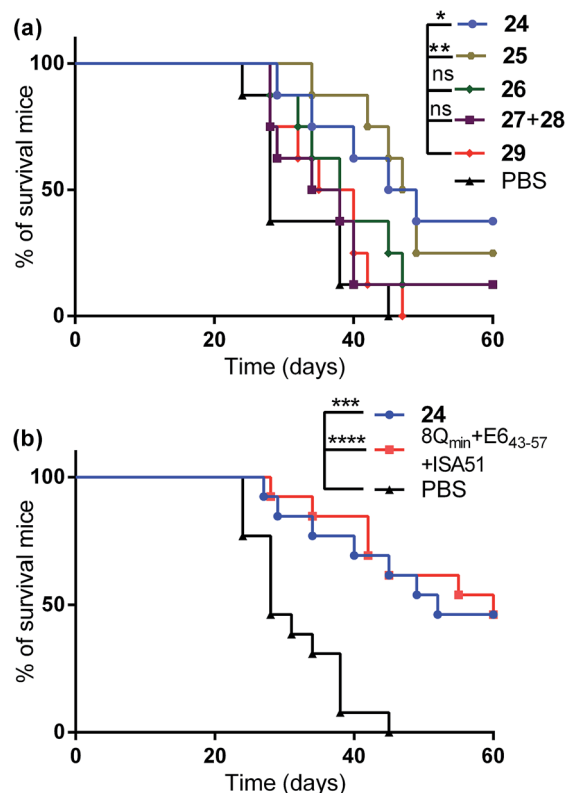 (a)
* 24
** 25
ns 26
ns 27+28
29
PBS
% of survival mice
100
50
0
0 20 40 60
Time (days)
(b)
*** 24
**** 8Qmin+E643-57
+ISA51
PBS
% of survival mice
100
50
0
0 20 40 60
Time (days)